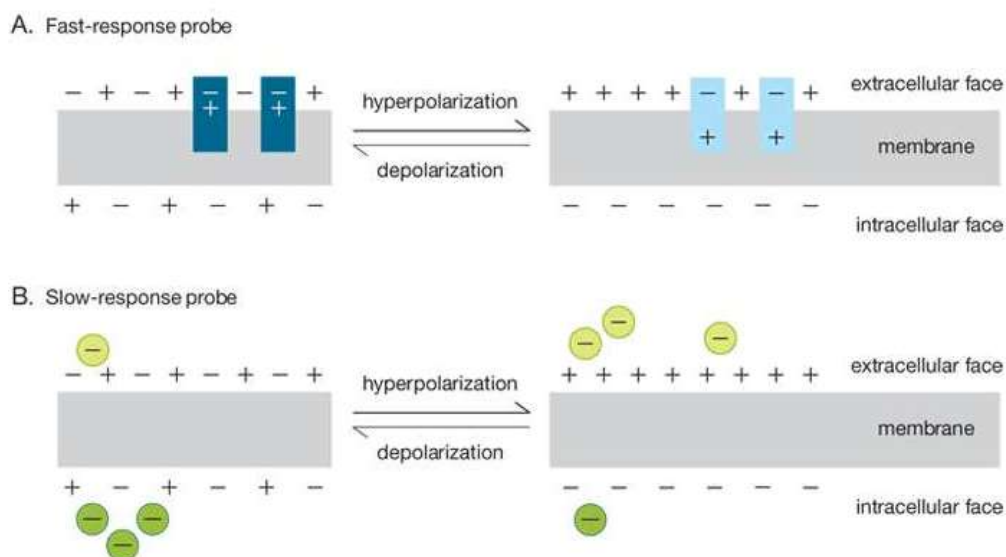 A. Fast-response probe
− + − + − − − +
+ +
hyperpolarization
depolarization
+ + + + − + − +
+ +
extracellular face
membrane
+ − + − + −
− − − − − −
intracellular face
B. Slow-response probe
−
− + − + − + − +
hyperpolarization
depolarization
− − −
+ + + + + + + +
extracellular face
membrane
+ − + − + −
− − −
− − − − − −
−
intracellular face